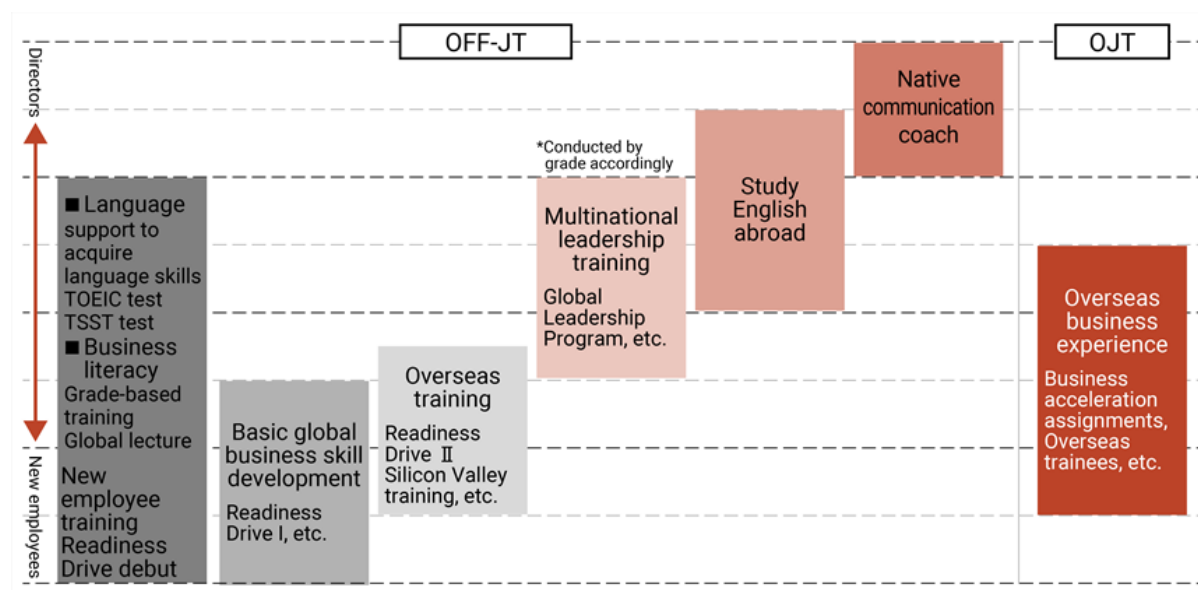 OFF-JT
OJT
Directors
New employees
■ Language
support to
acquire
language skills
TOEIC test
TSST test
■ Business
literacy
Grade-based
training
Global lecture
New
employee
training
Readiness
Drive debut
Basic global
business skill
development
Readiness
Drive I, etc.
Overseas
training
Readiness
Drive Ⅱ
Silicon Valley
training, etc.
*Conducted by
grade accordingly
Multinational
leadership
training
Global
Leadership
Program, etc.
Study
English
abroad
Native
communication
coach
Overseas
business
experience
Business
acceleration
assignments,
Overseas
trainees, etc.